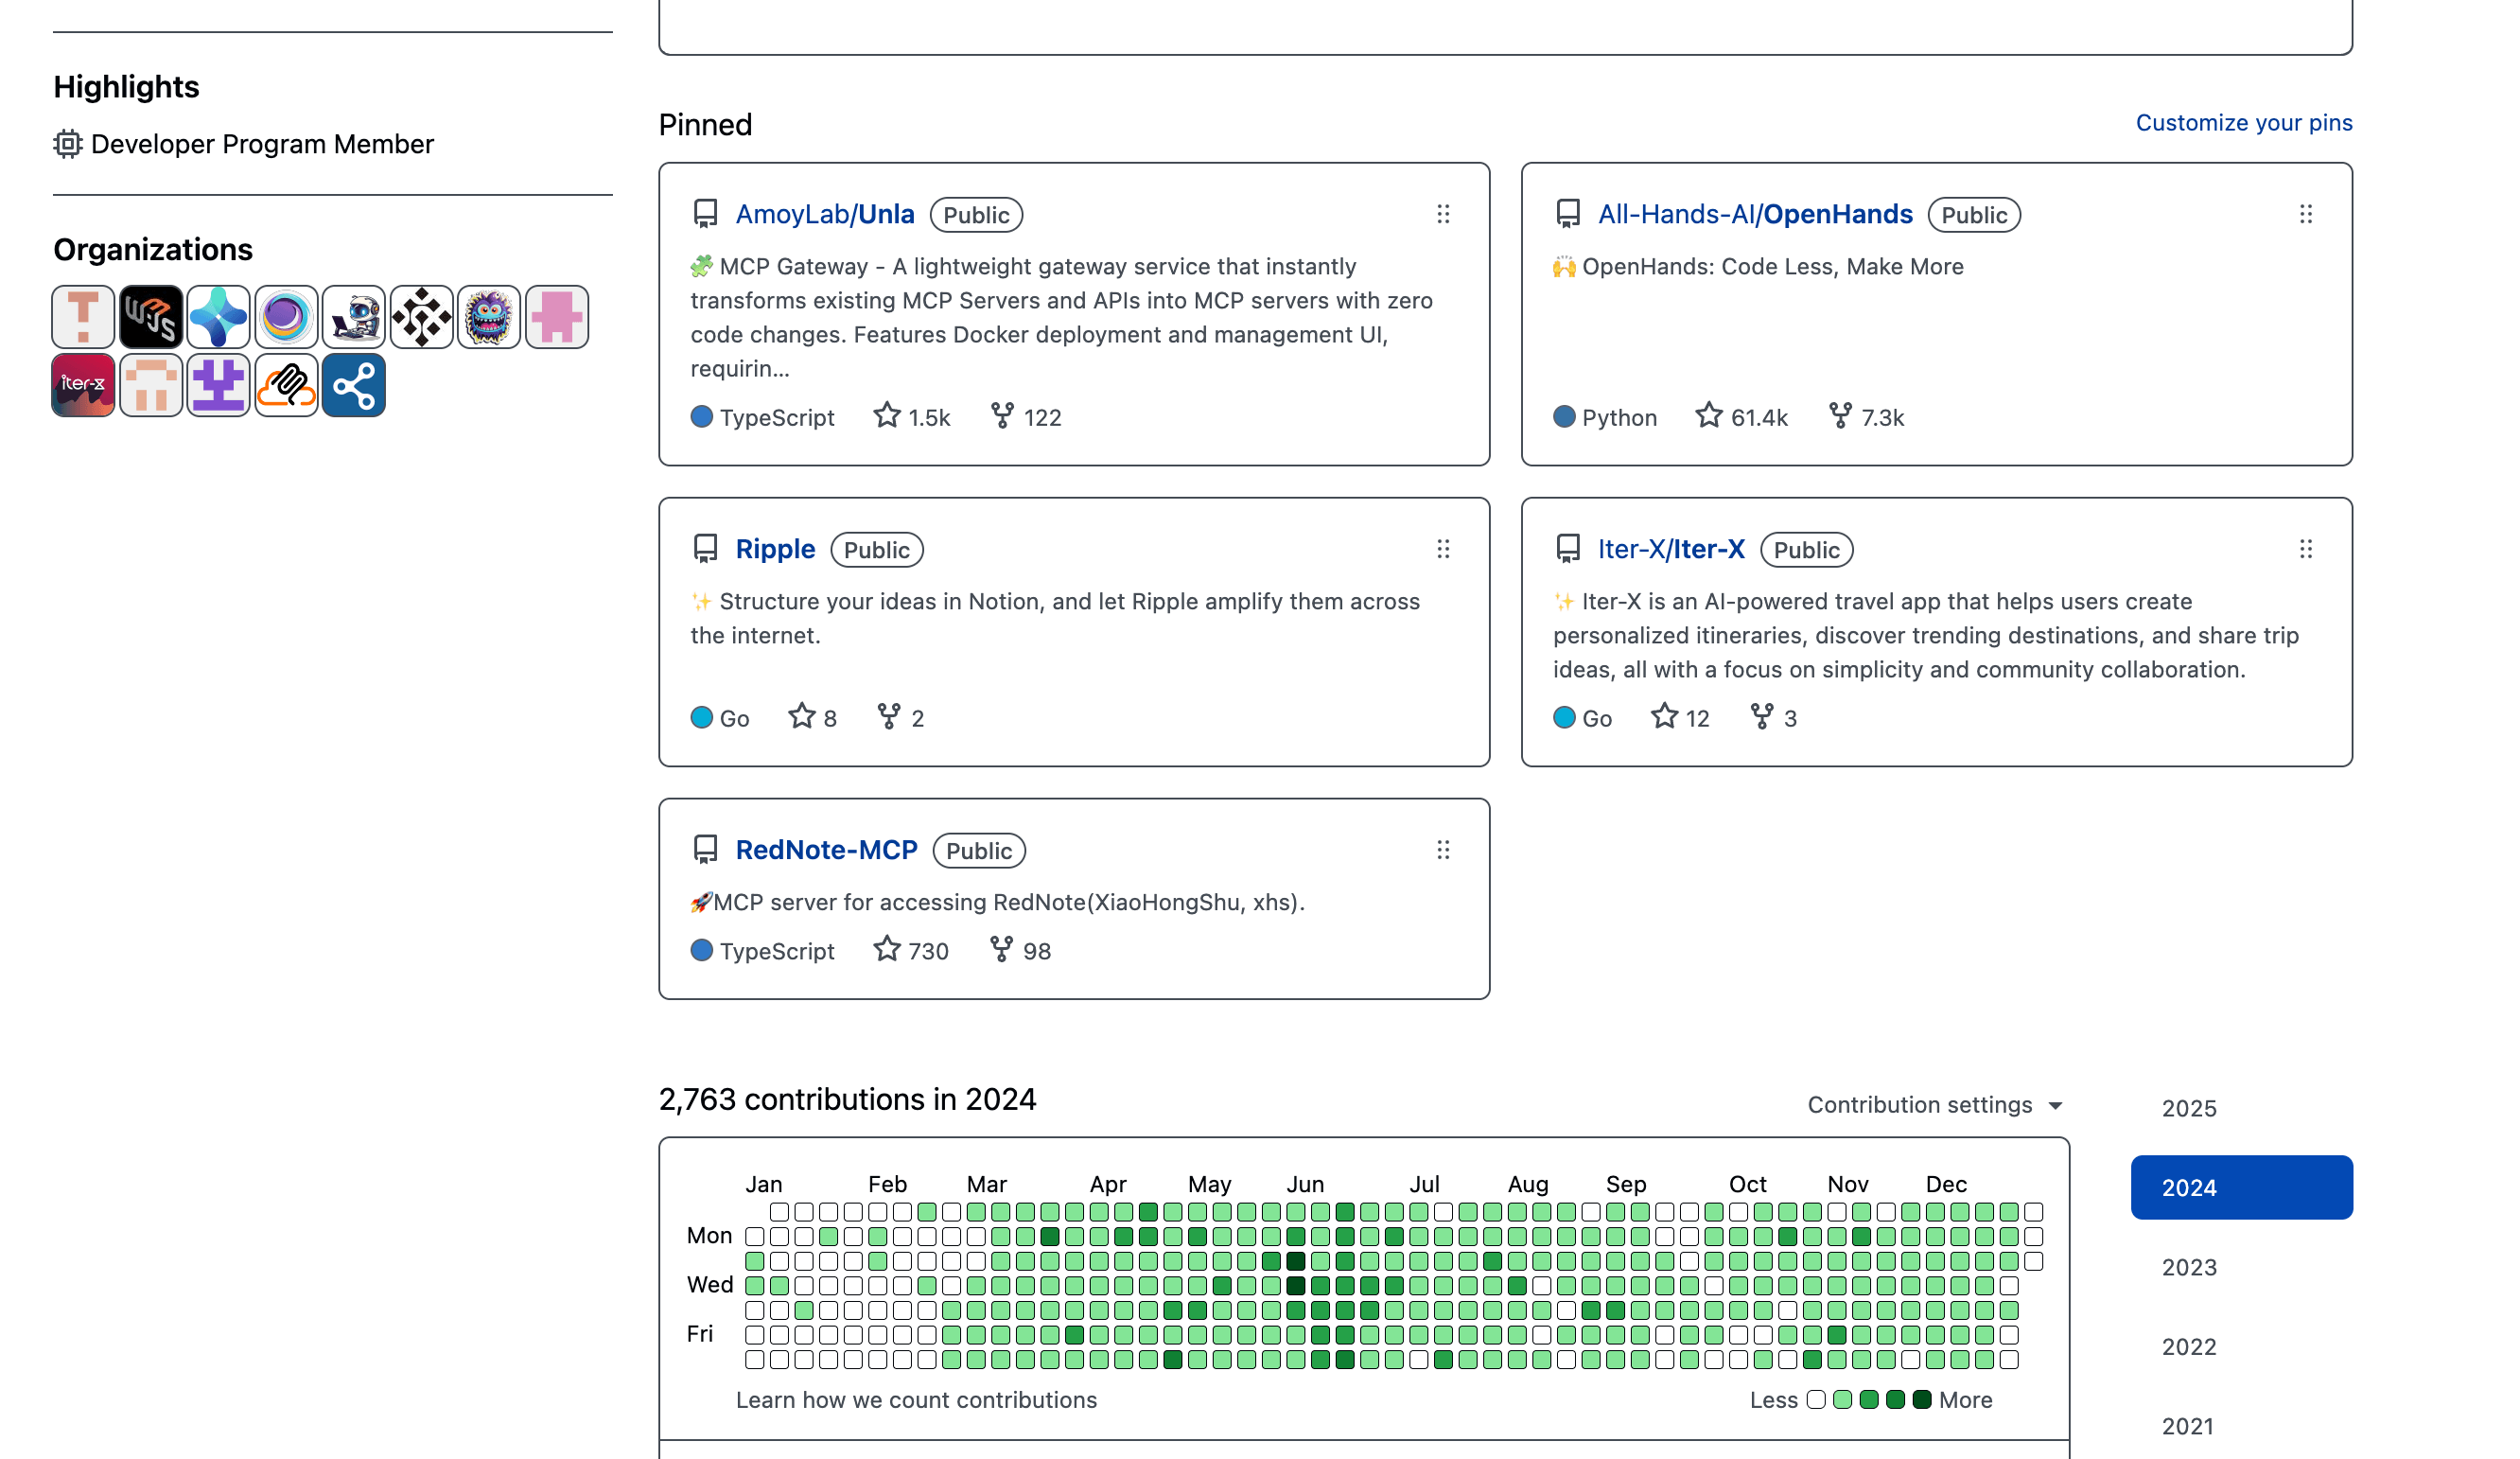 Highlights
Developer Program Member
Organizations
W3JS
iter-x
Pinned
Customize your pins
AmoyLab/Unla Public
🧩 MCP Gateway - A lightweight gateway service that instantly
transforms existing MCP Servers and APIs into MCP servers with zero
code changes. Features Docker deployment and management UI,
requirin...
TypeScript 1.5k 122
All-Hands-AI/OpenHands Public
🙌 OpenHands: Code Less, Make More
Python 61.4k 7.3k
Ripple Public
✨ Structure your ideas in Notion, and let Ripple amplify them across
the internet.
Go 8 2
Iter-X/Iter-X Public
✨ Iter-X is an AI-powered travel app that helps users create
personalized itineraries, discover trending destinations, and share trip
ideas, all with a focus on simplicity and community collaboration.
Go 12 3
RedNote-MCP Public
🚀MCP server for accessing RedNote(XiaoHongShu, xhs).
TypeScript 730 98
2,763 contributions in 2024
Contribution settings
Jan Feb Mar Apr May Jun Jul Aug Sep Oct Nov Dec
Mon
Wed
Fri
Learn how we count contributions
Less More
2025
2024
2023
2022
2021